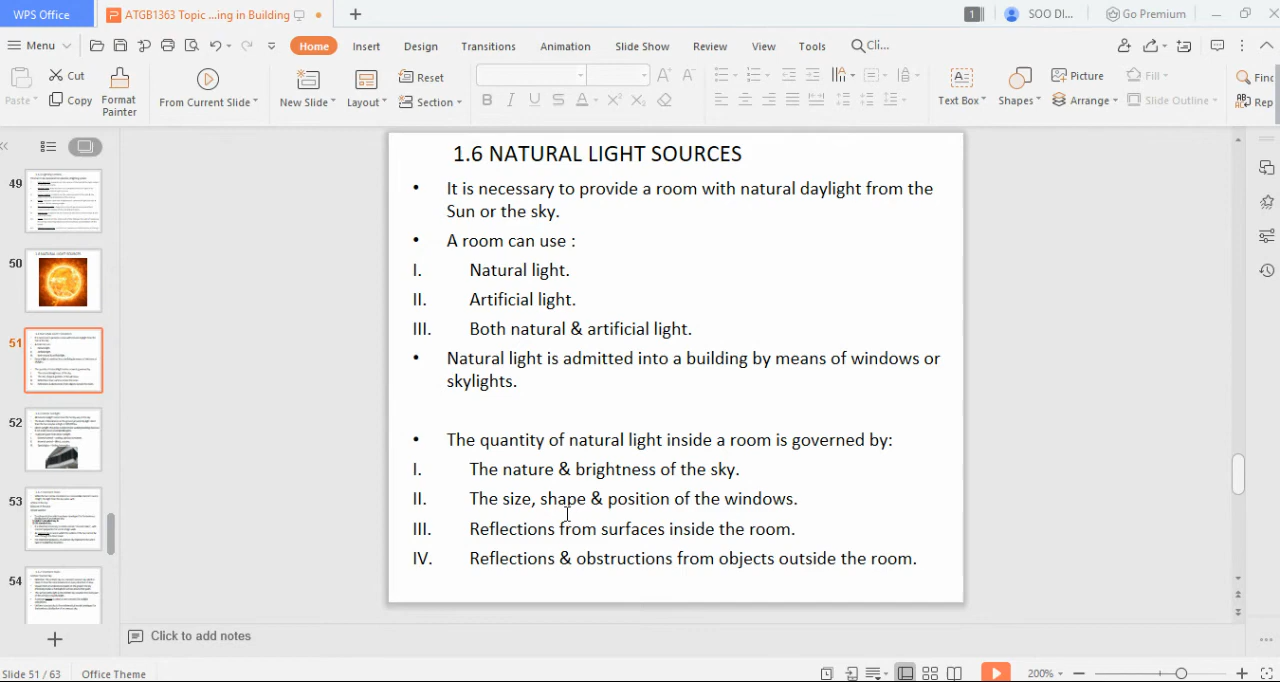 WPS Office
ATGB1363 Topic ...ing in Building
1
SOO DI...
Go Premium
Menu
Home
Insert
Design
Transitions
Animation
Slide Show
Review
View
Tools
Cli...
Paste
Cut
Copy
Format Painter
From Current Slide
New Slide
Layout
Reset
Section
B I U S A X² X₂
Text Box
Shapes
Picture
Arrange
Fill
Slide Outline
Find
Rep
49
50
51
52
53
54
1.6 NATURAL LIGHT SOURCES
• It is necessary to provide a room with natural daylight from the
Sun or the sky.
• A room can use :
I. Natural light.
II. Artificial light.
III. Both natural & artificial light.
• Natural light is admitted into a building by means of windows or
skylights.
• The quantity of natural light inside a room is governed by:
I. The nature & brightness of the sky.
II. The size, shape & position of the windows.
III. Reflections from surfaces inside the room.
IV. Reflections & obstructions from objects outside the room.
Click to add notes
Slide 51 / 63
Office Theme
200%